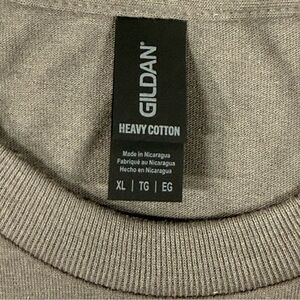 GILDAN®
HEAVY COTTON
Made in Nicaragua
Fabriqué au Nicaragua
Hecho en Nicaragua
XL | TG | EG